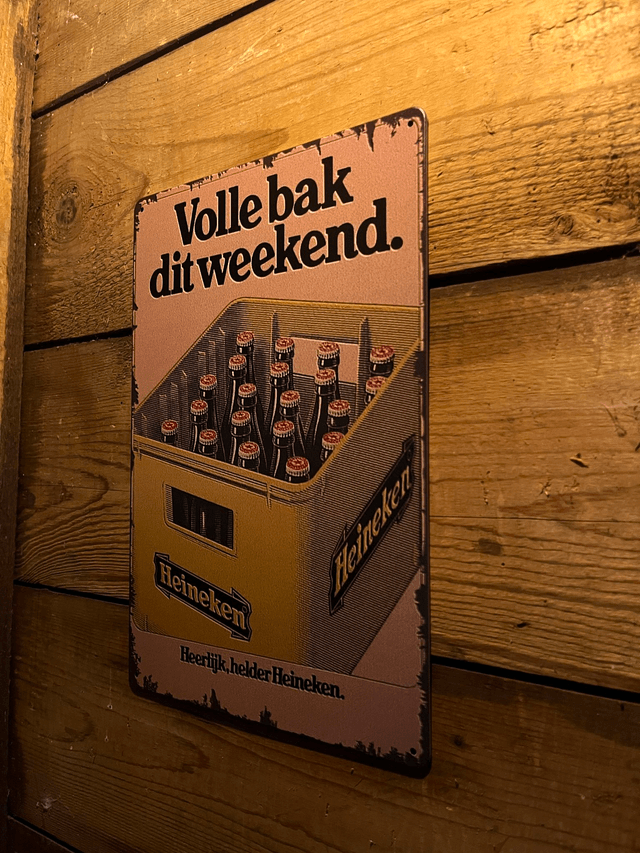 Volle bak
dit weekend.
Heineken
Heineken
Heerlijk, helder Heineken.